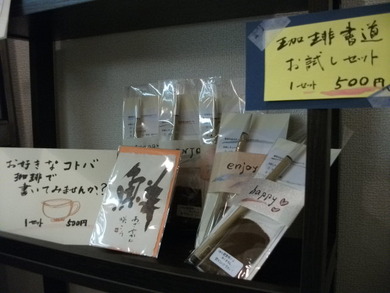 珈琲書道
お試しセット
1セット 500円
お好きなコトバ
珈琲で
書いてみませんか?
1セット 500円
enjoy
happy